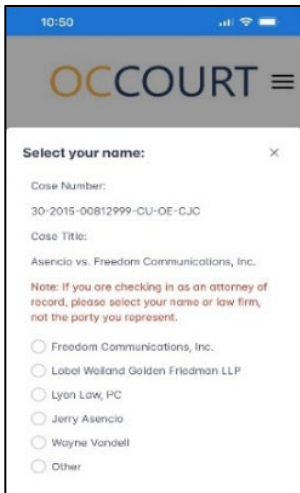 10:50
OCCOURT
Select your name:
Case Number:
30-2015-00812999-CU-OE-CJC
Case Title:
Asencio vs. Freedom Communications, Inc.
Note: If you are checking in as an attorney of
record, please select your name or law firm,
not the party you represent.
Freedom Communications, Inc.
Lobel Weiland Golden Friedman LLP
Lyon Law, PC
Jerry Asencio
Wayne Vandell
Other